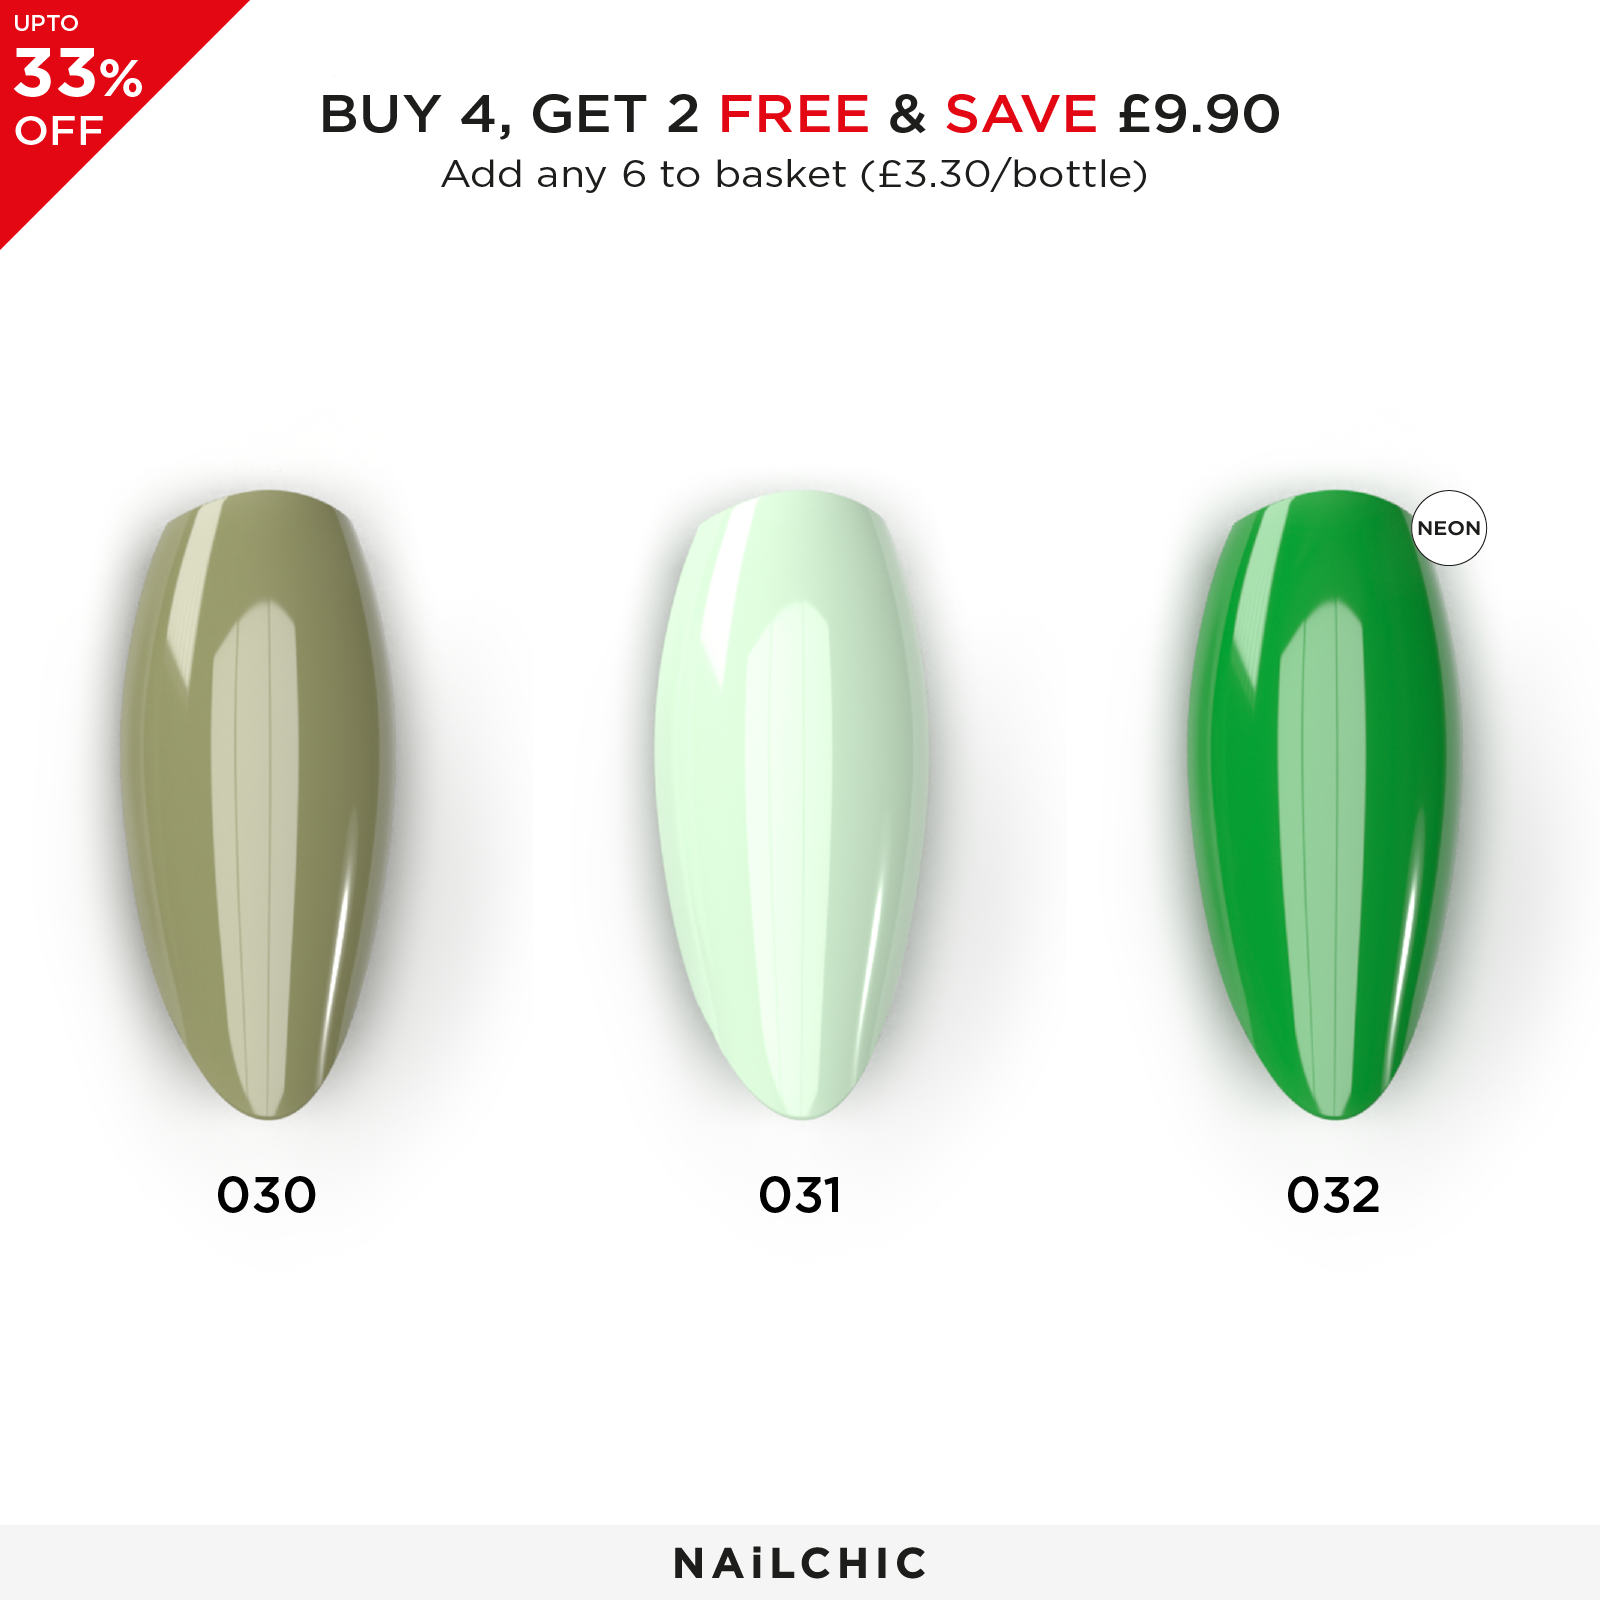 UPTO
33%
OFF
BUY 4, GET 2 FREE & SAVE £9.90
Add any 6 to basket (£3.30/bottle)
NEON
030
031
032
NAiLCHIC